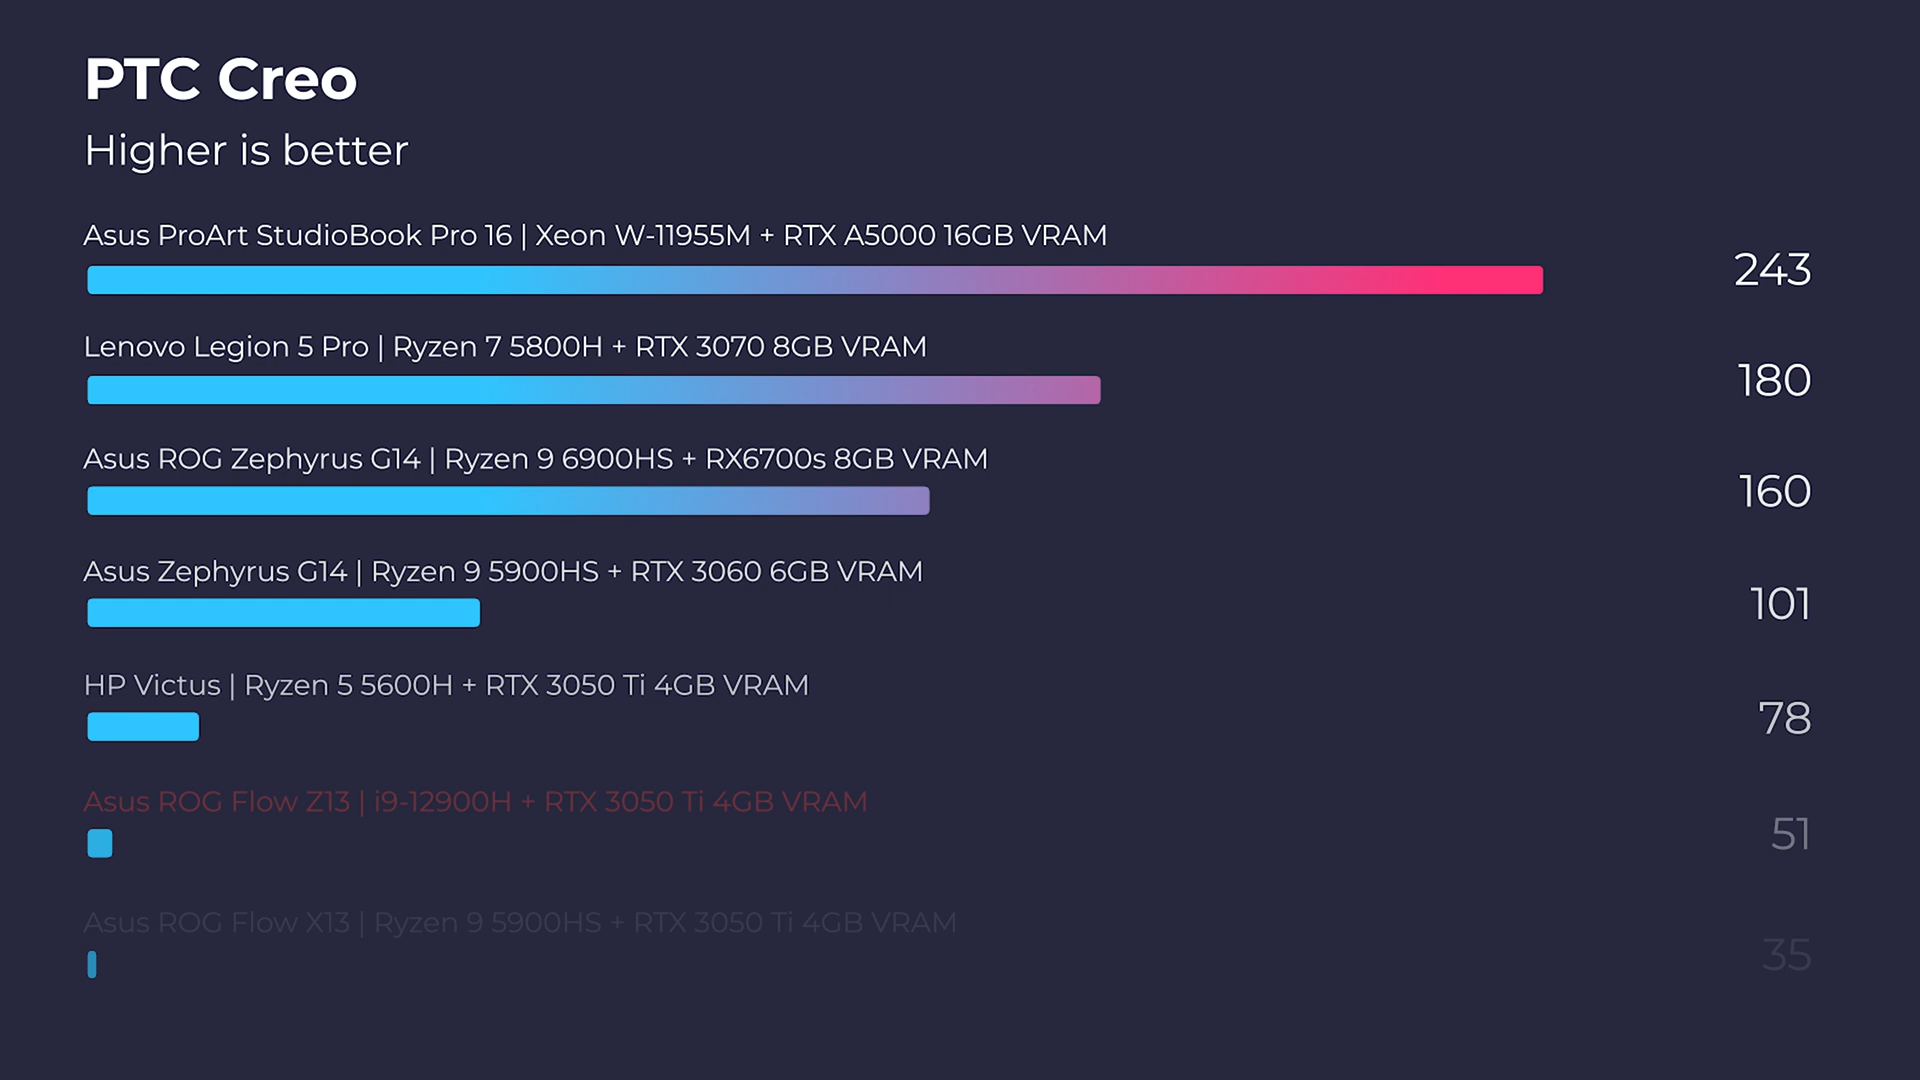 PTC Creo
Higher is better
Asus ProArt StudioBook Pro 16 | Xeon W-11955M + RTX A5000 16GB VRAM
243
Lenovo Legion 5 Pro | Ryzen 7 5800H + RTX 3070 8GB VRAM
180
Asus ROG Zephyrus G14 | Ryzen 9 6900HS + RX6700s 8GB VRAM
160
Asus Zephyrus G14 | Ryzen 9 5900HS + RTX 3060 6GB VRAM
101
HP Victus | Ryzen 5 5600H + RTX 3050 Ti 4GB VRAM
78
Asus ROG Flow Z13 | i9-12900H + RTX 3050 Ti 4GB VRAM
51
Asus ROG Flow X13 | Ryzen 9 5900HS + RTX 3050 Ti 4GB VRAM
35